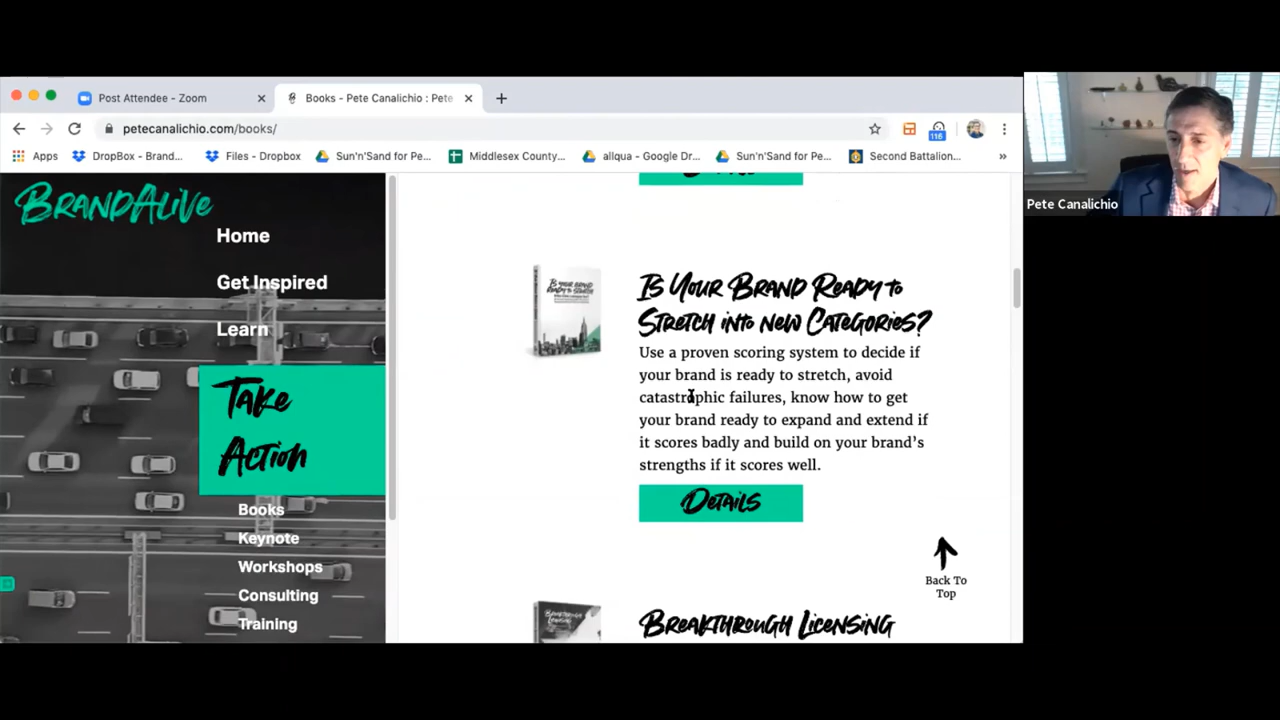 Post Attendee - Zoom
Books - Pete Canalichio : Pete
petecanalichio.com/books/
116
Apps
DropBox - Brand...
Files - Dropbox
Sun'n'Sand for Pe...
Middlesex County...
allqua - Google Dr...
Sun'n'Sand for Pe...
Second Battalion...
»
BrandAlive
Home
Get Inspired
Learn
Take
Action
Books
Keynote
Workshops
Consulting
Training
Is Your Brand Ready to
Stretch into new Categories?
Use a proven scoring system to decide if
your brand is ready to stretch, avoid
catastrophic failures, know how to get
your brand ready to expand and extend if
it scores badly and build on your brand’s
strengths if it scores well.
Details
Back To
Top
Breakthrough Licensing
Pete Canalichio